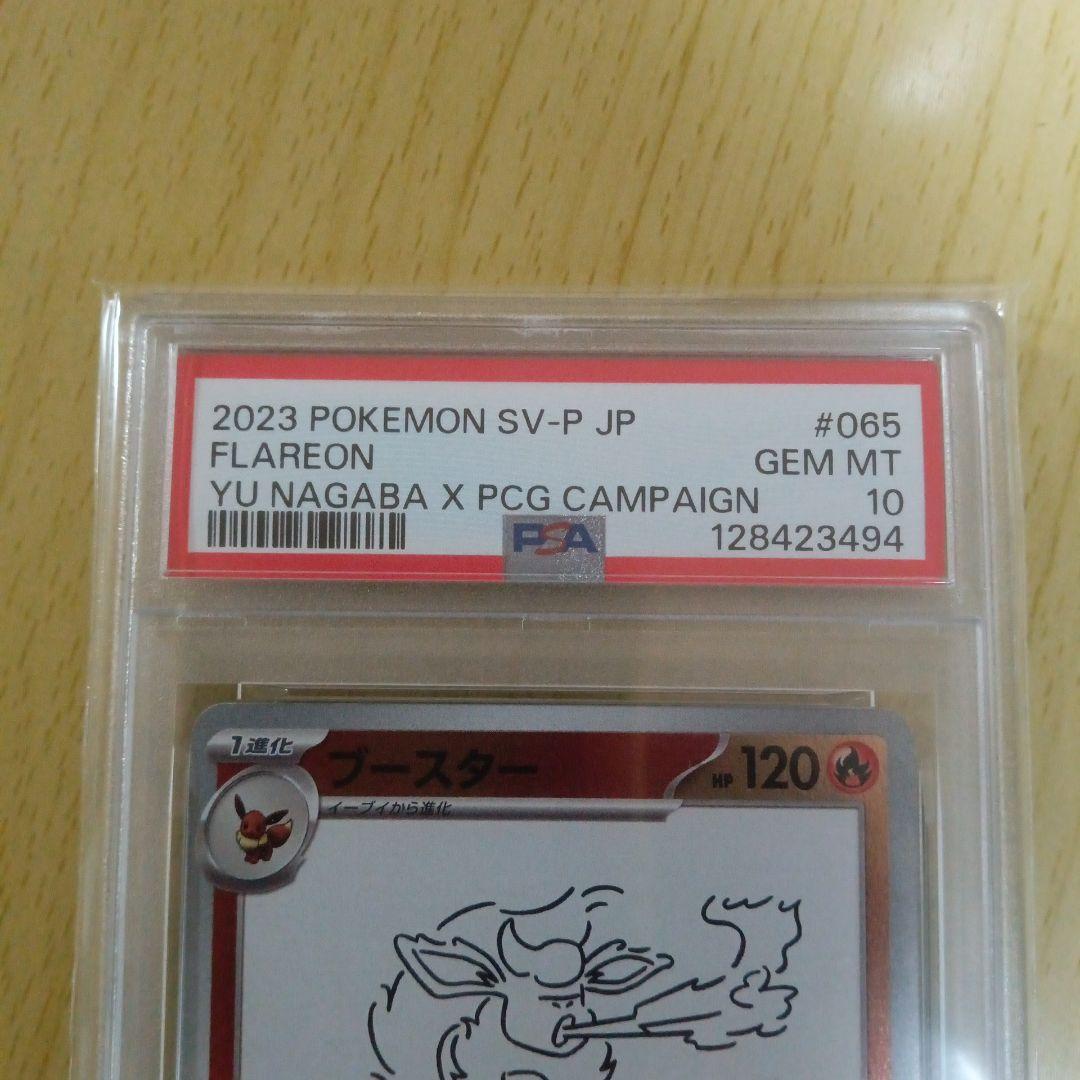 2023 POKEMON SV-P JP #065
FLAREON GEM MT
YU NAGABA X PCG CAMPAIGN 10
PSA 128423494
1進化 ブースター HP 120
イーブイから進化